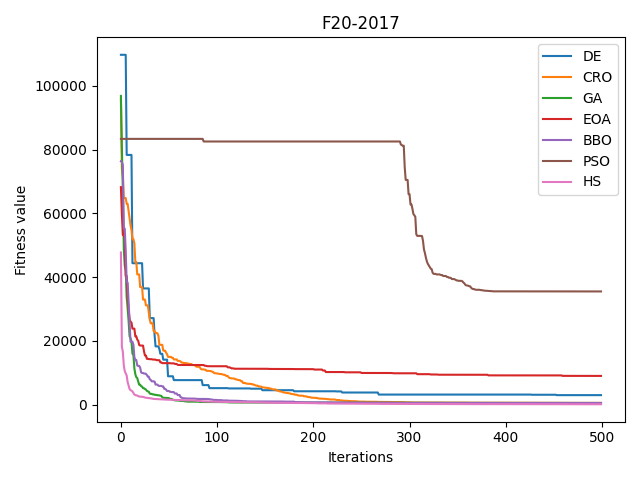 F20-2017
Fitness value
100000
80000
60000
40000
20000
0
DE
CRO
GA
EOA
BBO
PSO
HS
0
100
200
300
400
500
Iterations